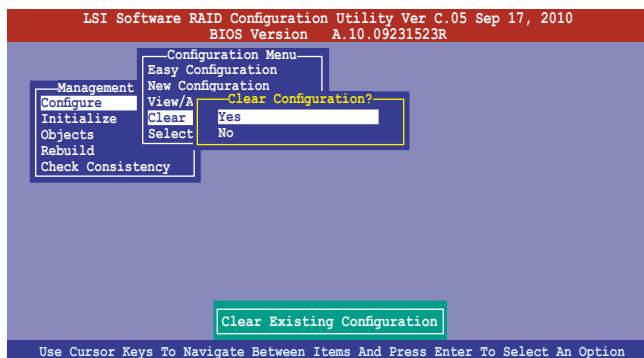 LSI Software RAID Configuration Utility Ver C.05 Sep 17, 2010
BIOS Version A.10.09231523R
Configuration Menu
Easy Configuration
New Configuration
View/A
Clear
Select
Management
Configure
Initialize
Objects
Rebuild
Check Consistency
Clear Configuration?
Yes
No
Clear Existing Configuration
Use Cursor Keys To Navigate Between Items And Press Enter To Select An Option